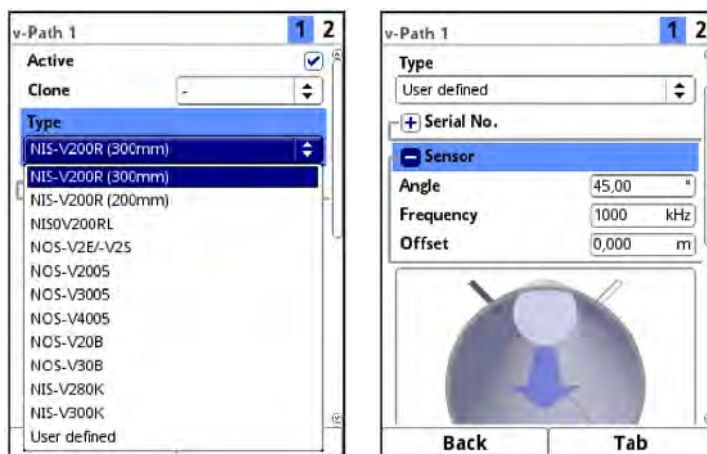 v-Path 1 1 2
Active
Clone -
Type
NIS-V200R (300mm)
NIS-V200R (300mm)
NIS-V200R (200mm)
NIS0V200RL
NOS-V2E/-V2S
NOS-V2005
NOS-V3005
NOS-V4005
NOS-V20B
NOS-V30B
NIS-V280K
NIS-V300K
User defined
v-Path 1 1 2
Type
User defined
+ Serial No.
- Sensor
Angle 45,00 °
Frequency 1000 kHz
Offset 0,000 m
Back Tab